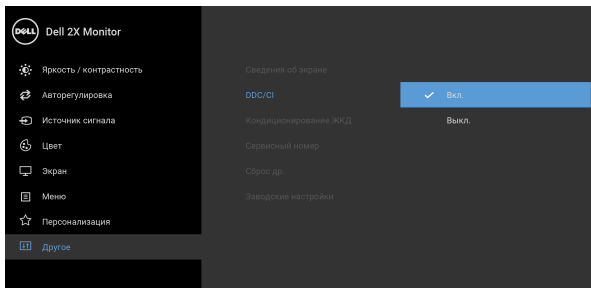 DELL
Dell 2X Monitor
Яркость / контрастность
Авторегулировка
Источник сигнала
Цвет
Экран
Меню
Персонализация
Другое
Сведения об экране
DDC/CI
Кондиционирование ЖКД
Сервисный номер
Сброс др.
Заводские настройки
Вкл.
Выкл.